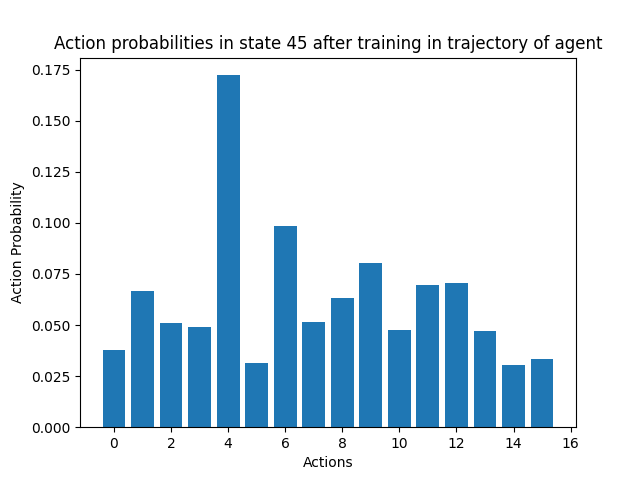 Action probabilities in state 45 after training in trajectory of agent
0.175
0.150
0.125
0.100
0.075
0.050
0.025
0.000
Action Probability
0 2 4 6 8 10 12 14 16
Actions